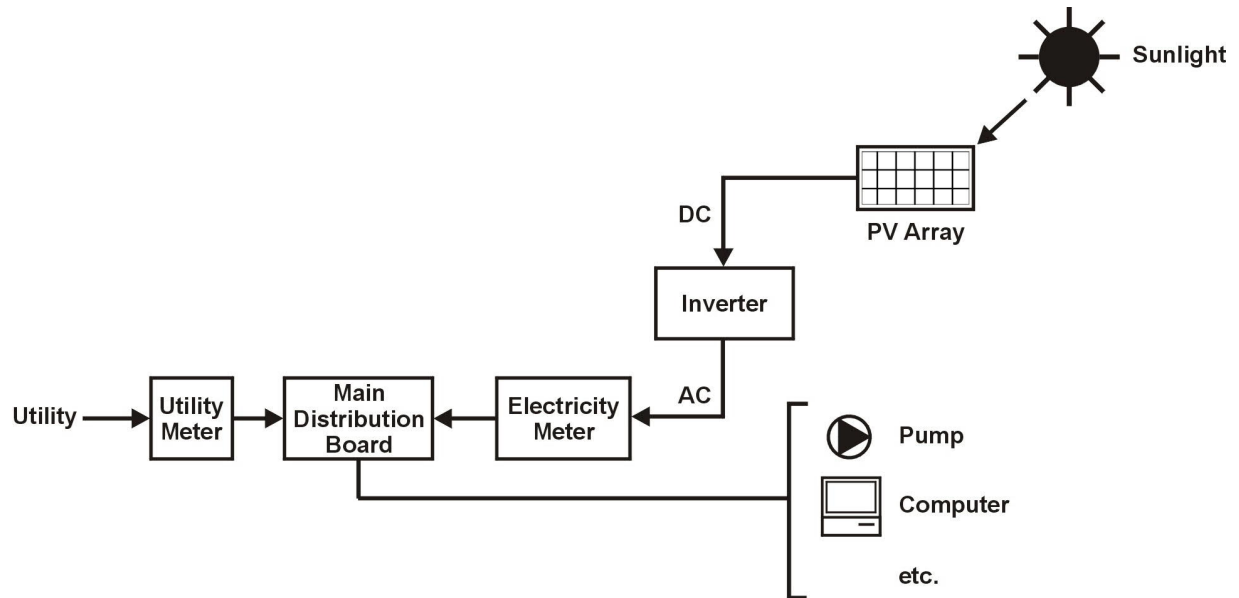 Sunlight
PV Array
DC
Inverter
AC
Utility
Utility
Meter
Main
Distribution
Board
Electricity
Meter
Pump
Computer
etc.